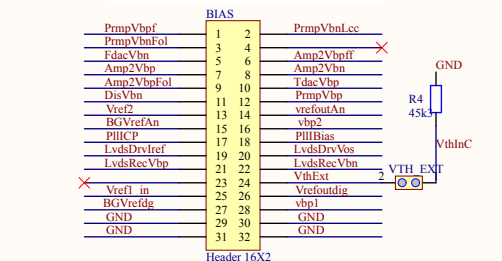 BIAS
PrmpVbpf 1 2 PrmpVbnLcc
PrmpVbnFol 3 4
FdacVbn 5 6 Amp2Vbpff
Amp2Vbp 7 8 Amp2Vbn
Amp2VbpFol 9 10 TdacVbp
DisVbn 11 12 PrmpVbp
Vref2 13 14 vrefoutAn
BGVrefAn 15 16 vbp2
PllICP 17 18 PllIBias
LvdsDrvIref 19 20 LvdsDrvVos
LvdsRecVbp 21 22 LvdsRecVbn
23 24 VthExt
Vref1_in 25 26 Vrefoutdig
BGVrefdg 27 28 vbp1
GND 29 30 GND
GND 31 32 GND
Header 16X2
GND
R4
45k3
VthInC
VTH_EXT
2